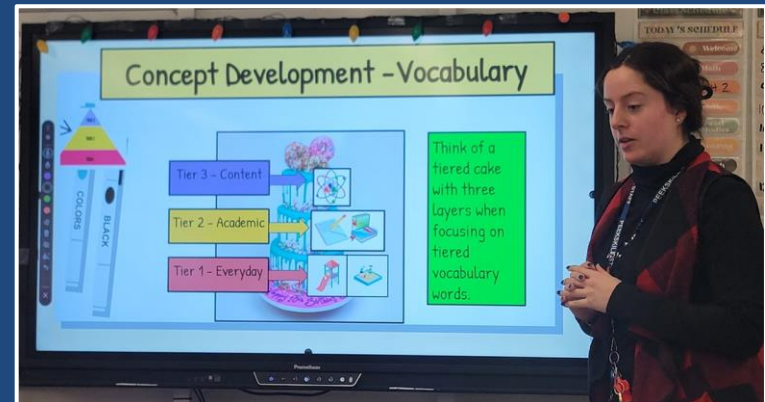 TODAY'S SCHEDULE
Concept Development - Vocabulary
Tier 3 - Content
Tier 2 - Academic
Tier 1 - Everyday
Think of a
tiered cake
with three
layers when
focusing on
tiered
vocabulary
words.
COLORS
BLACK
Promethean